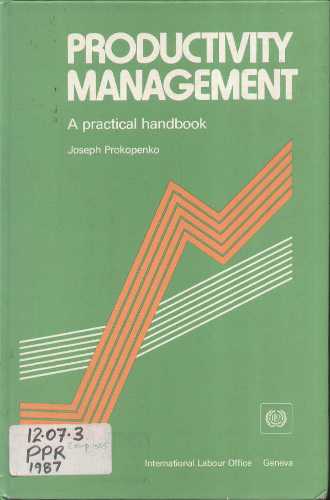 PRODUCTIVITY
MANAGEMENT
A practical handbook
Joseph Prokopenko
12.07.3
PPR
1987
International Labour Office Geneva